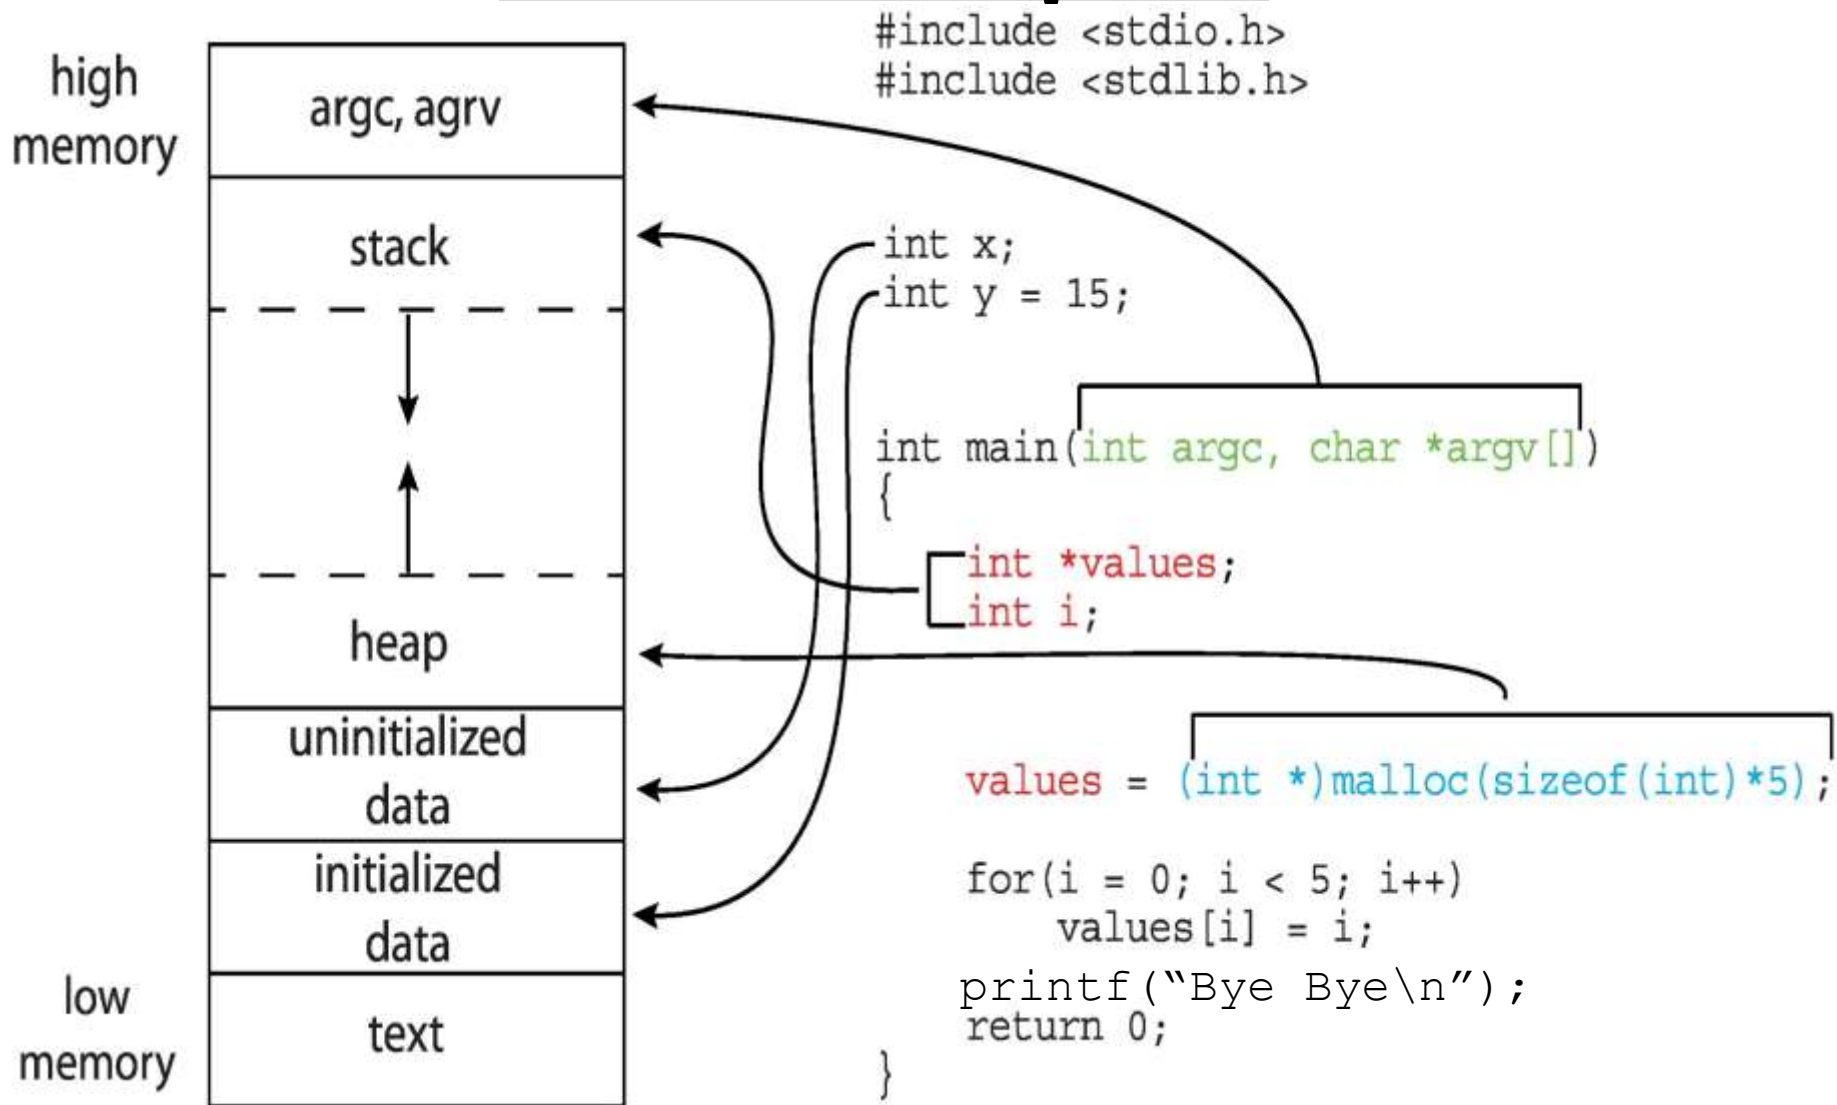 high
memory
argc, agrv
stack
heap
uninitialized
data
initialized
data
low
memory
text
#include <stdio.h>
#include <stdlib.h>
int x;
int y = 15;
int main(int argc, char *argv[])
{
int *values;
int i;
values = (int *)malloc(sizeof(int)*5);
for(i = 0; i < 5; i++)
values[i] = i;
printf(“Bye Bye\n”);
return 0;
}